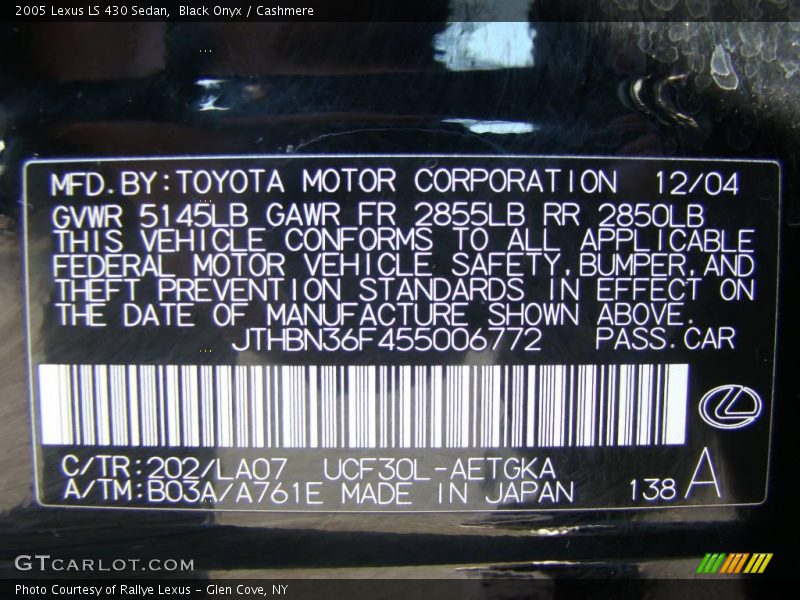 2005 Lexus LS 430 Sedan, Black Onyx / Cashmere
MFD.BY:TOYOTA MOTOR CORPORATION 12/04
GVWR 5145LB GAWR FR 2855LB RR 2850LB
THIS VEHICLE CONFORMS TO ALL APPLICABLE
FEDERAL MOTOR VEHICLE SAFETY,BUMPER,AND
THEFT PREVENTION STANDARDS IN EFFECT ON
THE DATE OF MANUFACTURE SHOWN ABOVE.
JTHBN36F455006772 PASS.CAR
C/TR:202/LA07 UCF30L-AETGKA
A/TM:B03A/A761E MADE IN JAPAN 138 A
GTCARLOT.COM
Photo Courtesy of Rallye Lexus - Glen Cove, NY